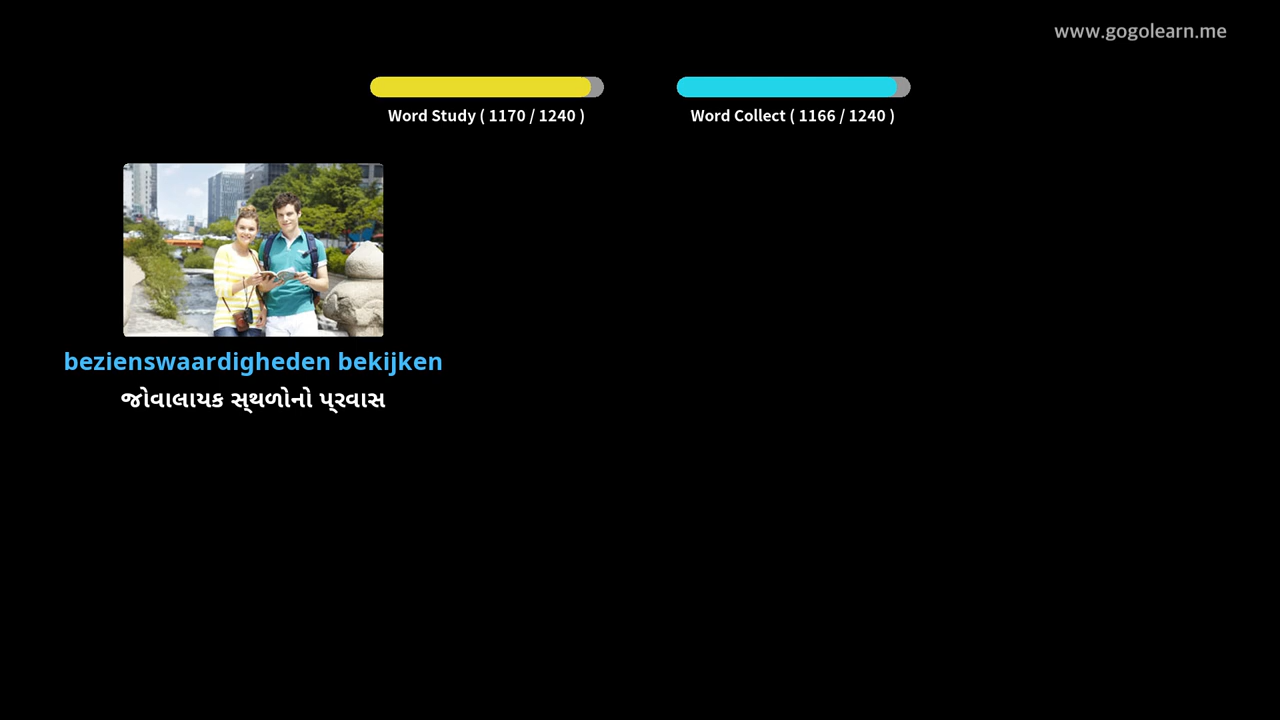 www.gogolearn.me
Word Study ( 1170 / 1240 )
Word Collect ( 1166 / 1240 )
bezienswaardigheden bekijken
જોવાલાયક સ્થળોનો પ્રવાસ